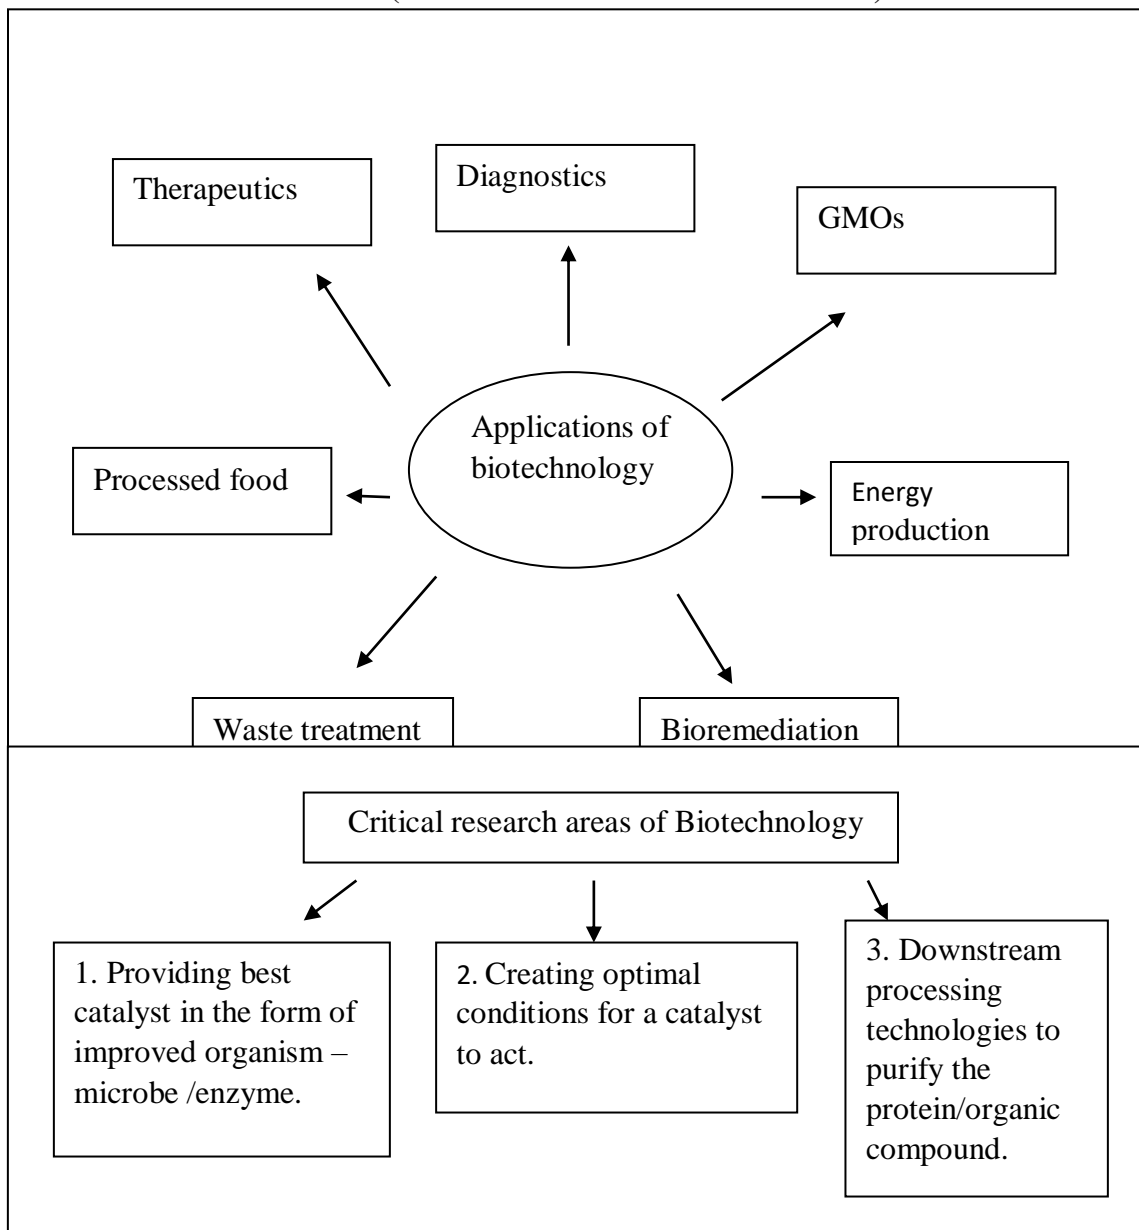 Therapeutics
Diagnostics
GMOs
Applications of
biotechnology
Processed food
Energy
production
Waste treatment
Bioremediation
Critical research areas of Biotechnology
1. Providing best
catalyst in the form of
improved organism –
microbe /enzyme.
2. Creating optimal
conditions for a catalyst
to act.
3. Downstream
processing
technologies to
purify the
protein/organic
compound.